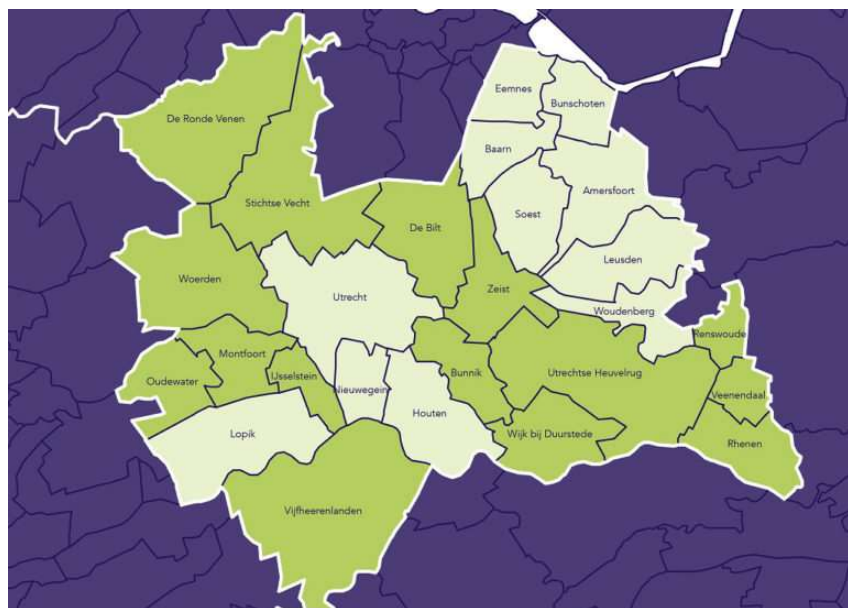 Eemnes
Bunschoten
De Ronde Venen
Baarn
Amersfoort
Stichtse Vecht
Soest
De Bilt
Leusden
Woerden
Zeist
Utrecht
Woudenberg
Renswoude
Montfoort
Bunnik
Utrechtse Heuvelrug
IJsselstein
Oudewater
Nieuwegein
Veenendaal
Houten
Lopik
Wijk bij Duurstede
Rhenen
Vijfheerenlanden